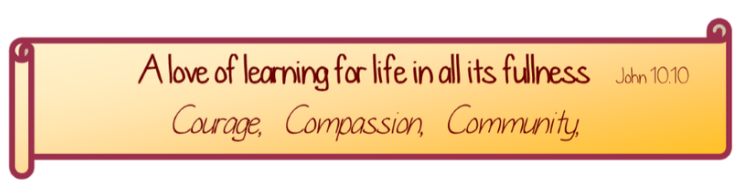 A love of learning for life in all its fullness John 10.10
Courage, Compassion, Community,